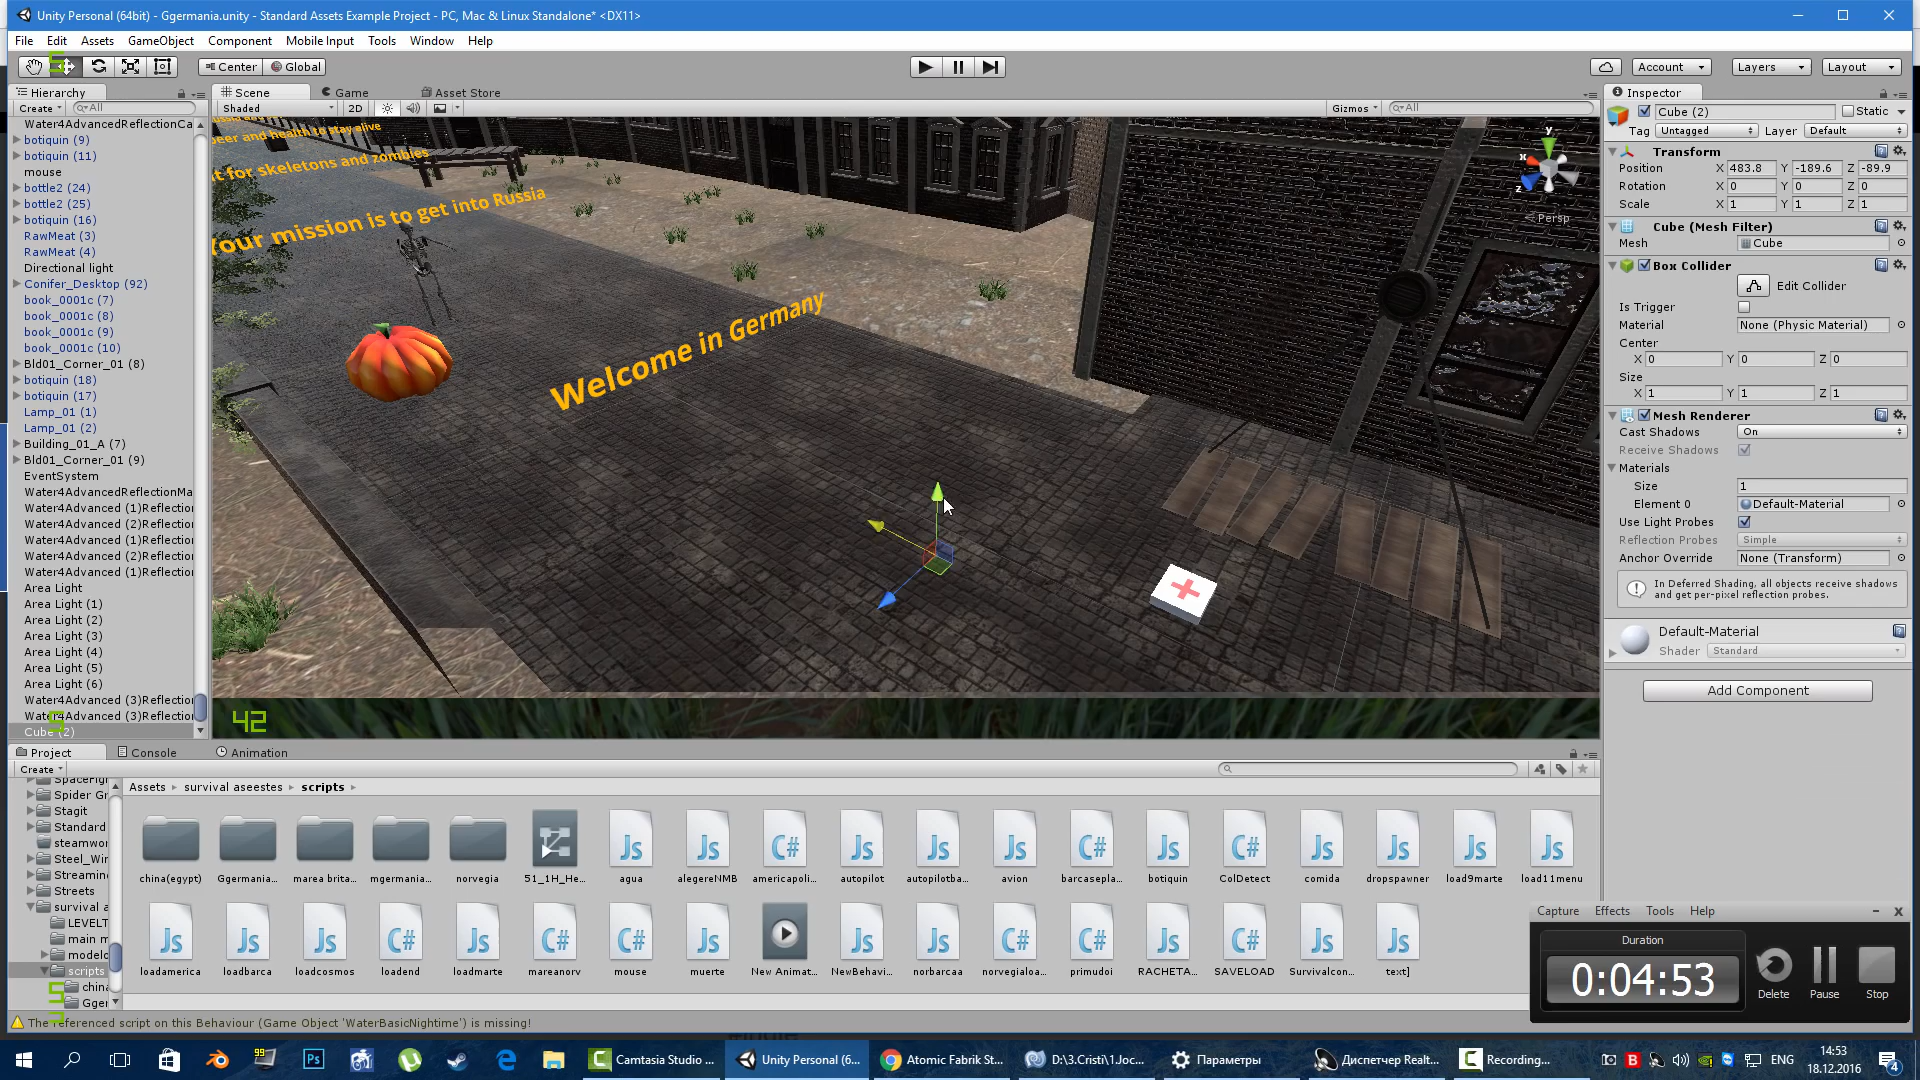 Unity Personal (64bit) - Ggermania.unity - Standard Assets Example Project - PC, Mac & Linux Standalone* <DX11>
File Edit Assets GameObject Component Mobile Input Tools Window Help
Center Global Account Layers Layout
Hierarchy
Create All
Water4AdvancedReflectionCa
botiquin (9)
botiquin (11)
mouse
bottle2 (24)
bottle2 (25)
botiquin (16)
RawMeat (3)
RawMeat (4)
Directional light
Conifer_Desktop (92)
book_0001c (7)
book_0001c (8)
book_0001c (9)
book_0001c (10)
Bld01_Corner_01 (8)
botiquin (18)
botiquin (17)
Lamp_01 (1)
Lamp_01 (2)
Building_01_A (7)
Bld01_Corner_01 (9)
EventSystem
Water4AdvancedReflectionMa
Water4Advanced (1)Reflection
Water4Advanced (2)Reflection
Water4Advanced (1)Reflection
Water4Advanced (2)Reflection
Water4Advanced (1)Reflection
Area Light
Area Light (1)
Area Light (2)
Area Light (3)
Area Light (4)
Area Light (5)
Area Light (6)
Water4Advanced (3)Reflection
Water4Advanced (3)Reflection
Cube (2)
Scene Game Asset Store
Shaded 2D Gizmos All
beer and health to stay alive
t for skeletons and zombies
Your mission is to get into Russia
Welcome in Germany
y
x
z
Persp
42
Inspector
Cube (2) Static
Tag Untagged Layer Default
Transform
Position X 483.8 Y -189.6 Z -89.9
Rotation X 0 Y 0 Z 0
Scale X 1 Y 1 Z 1
Cube (Mesh Filter)
Mesh Cube
Box Collider
Edit Collider
Is Trigger
Material None (Physic Material)
Center
X 0 Y 0 Z 0
Size
X 1 Y 1 Z 1
Mesh Renderer
Cast Shadows On
Receive Shadows
Materials
Size 1
Element 0 Default-Material
Use Light Probes
Reflection Probes Simple
Anchor Override None (Transform)
In Deferred Shading, all objects receive shadows
and get per-pixel reflection probes.
Default-Material
Shader Standard
Add Component
Project Console Animation
Create
Spider Gr
Stagit
Standard
steamwor
Steel_Wir
Streaming
Streets
survival a
LEVELT
main m
modelo
scripts
china
Gger
Assets survival aseestes scripts
china(egypt) Ggermania... marea brita... mgermania... norvegia 51_1H_He... agua alegereNMB americapoli... autopilot autopilotba... avion barcasepla... botiquin ColDetect comida dropspawner load9marte load11menu
loadamerica loadbarca loadcosmos loadend loadmarte mareanorv mouse muerte New Animat... NewBehavi... norbarcaa norvegialoa... primudoi RACHETA... SAVELOAD Survivalcon... text]
The referenced script on this Behaviour (Game Object 'WaterBasicNightime') is missing!
Capture Effects Tools Help
Duration
0:04:53
Delete Pause Stop
Camtasia Studio ... Unity Personal (6... Atomic Fabrik St... D:\3.Cristi\1.Joc... Параметры Диспетчер Realt... Recording...
ENG
14:53
18.12.2016
4